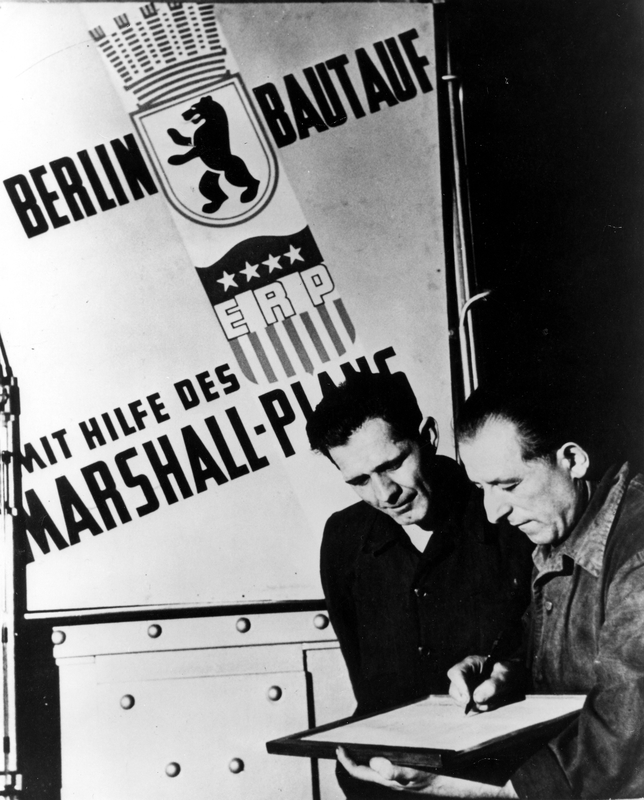 BERLIN BAUT AUF
ERP
MIT HILFE DES
MARSHALL-PLANS